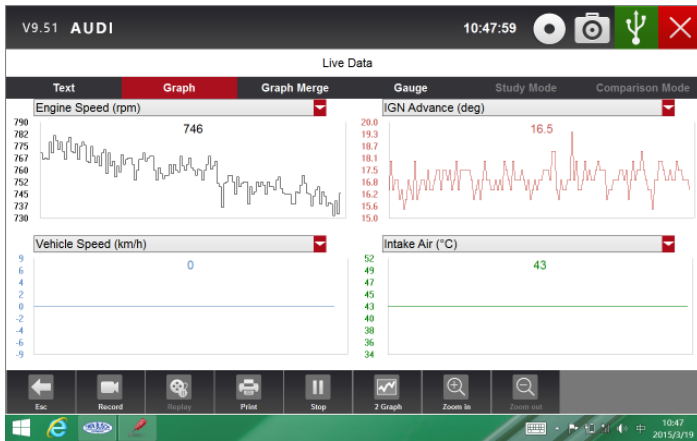 V9.51 AUDI 10:47:59
Live Data
Text Graph Graph Merge Gauge Study Mode Comparison Mode
Engine Speed (rpm) IGN Advance (deg)
790 746 20.0 16.5
782 19.3
775 18.7
767 18.1
760 17.5
752 16.8
745 16.2
737 15.6
730 15.0
Vehicle Speed (km/h) Intake Air (°C)
9 0 52 43
6 49
4 47
2 45
0 43
-2 40
-4 38
-6 36
-9 34
Esc Record Replay Print Stop 2 Graph Zoom in Zoom out
中 10:47
2015/3/19